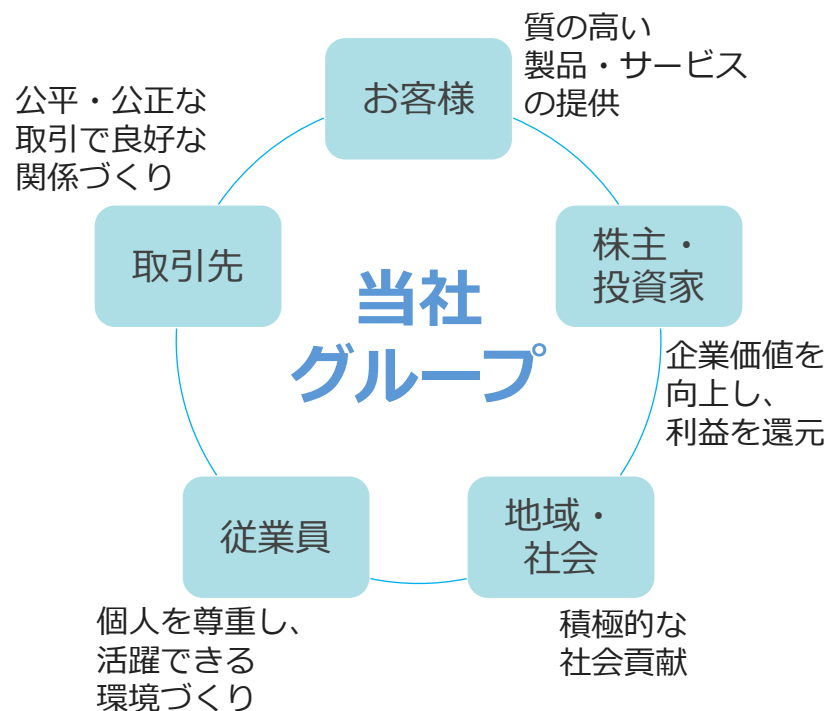 質の高い
製品・サービス
の提供
お客様
公平・公正な
取引で良好な
関係づくり
取引先
株主・
投資家
当社
グループ
企業価値を
向上し、
利益を還元
従業員
地域・
社会
個人を尊重し、
活躍できる
環境づくり
積極的な
社会貢献